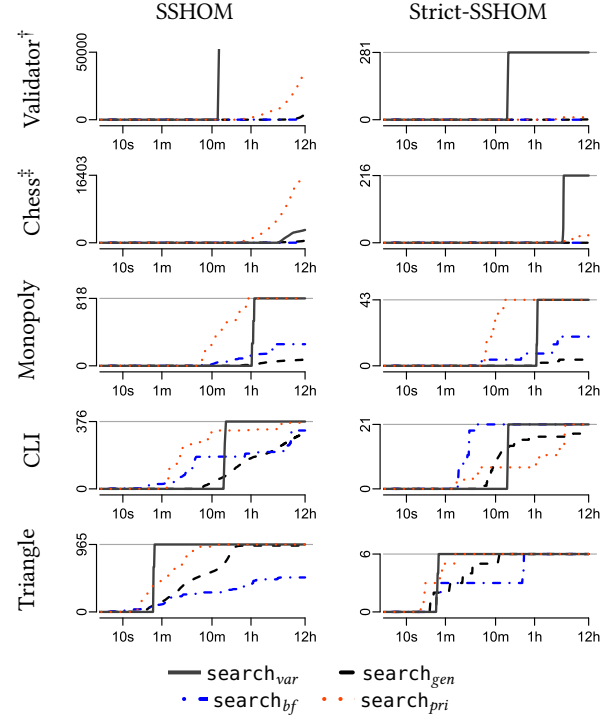 SSHOM Strict-SSHOM
Validator†
50000
0
10s 1m 10m 1h 12h
281
0
10s 1m 10m 1h 12h
Chess‡
16403
0
10s 1m 10m 1h 12h
216
0
10s 1m 10m 1h 12h
Monopoly
818
0
10s 1m 10m 1h 12h
43
0
10s 1m 10m 1h 12h
CLI
376
0
10s 1m 10m 1h 12h
21
0
10s 1m 10m 1h 12h
Triangle
965
0
10s 1m 10m 1h 12h
6
0
10s 1m 10m 1h 12h
search_var search_gen
search_bf search_pri